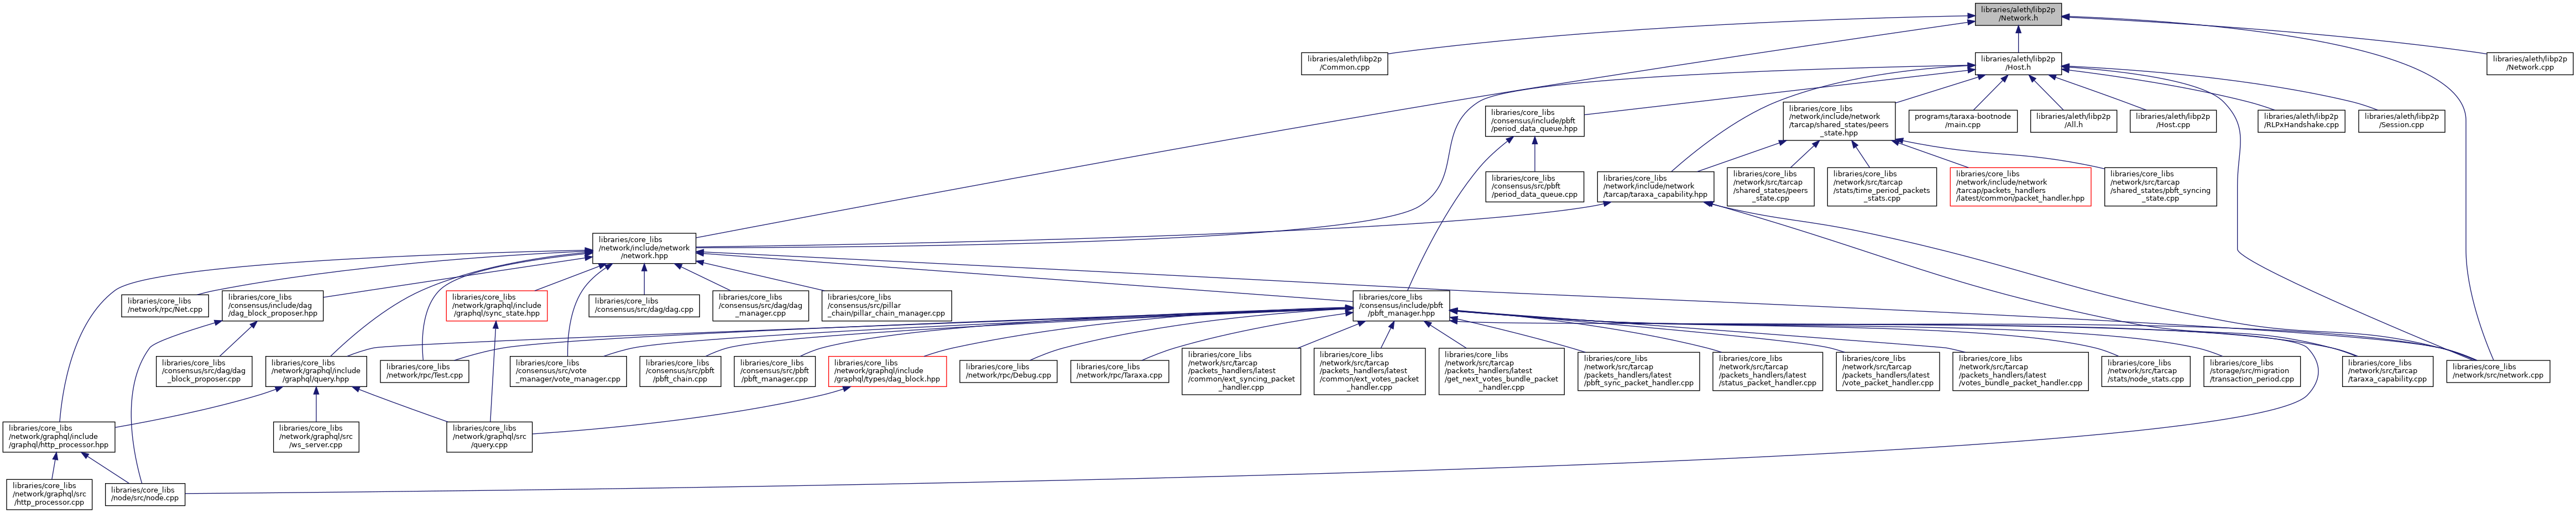 libraries/aleth/libp2p
/Network.h
libraries/aleth/libp2p
/Common.cpp
libraries/aleth/libp2p
/Host.h
libraries/aleth/libp2p
/Network.cpp
libraries/core_libs
/consensus/include/pbft
/period_data_queue.hpp
libraries/core_libs
/network/include/network
/tarcap/shared_states/peers
_state.hpp
programs/taraxa-bootnode
/main.cpp
libraries/aleth/libp2p
/All.h
libraries/aleth/libp2p
/Host.cpp
libraries/aleth/libp2p
/RLPxHandshake.cpp
libraries/aleth/libp2p
/Session.cpp
libraries/core_libs
/consensus/src/pbft
/period_data_queue.cpp
libraries/core_libs
/network/include/network
/tarcap/taraxa_capability.hpp
libraries/core_libs
/network/src/tarcap
/shared_states/peers
_state.cpp
libraries/core_libs
/network/src/tarcap
/stats/time_period_packets
_stats.cpp
libraries/core_libs
/network/include/network
/tarcap/packets_handlers
/latest/common/packet_handler.hpp
libraries/core_libs
/network/src/tarcap
/shared_states/pbft_syncing
_state.cpp
libraries/core_libs
/network/include/network
/network.hpp
libraries/core_libs
/network/rpc/Net.cpp
libraries/core_libs
/consensus/include/dag
/dag_block_proposer.hpp
libraries/core_libs
/network/graphql/include
/graphql/sync_state.hpp
libraries/core_libs
/consensus/src/dag/dag.cpp
libraries/core_libs
/consensus/src/dag/dag
_manager.cpp
libraries/core_libs
/consensus/src/pillar
_chain/pillar_chain_manager.cpp
libraries/core_libs
/consensus/include/pbft
/pbft_manager.hpp
libraries/core_libs
/consensus/src/dag/dag
_block_proposer.cpp
libraries/core_libs
/network/graphql/include
/graphql/query.hpp
libraries/core_libs
/network/rpc/Test.cpp
libraries/core_libs
/consensus/src/vote
_manager/vote_manager.cpp
libraries/core_libs
/consensus/src/pbft
/pbft_chain.cpp
libraries/core_libs
/consensus/src/pbft
/pbft_manager.cpp
libraries/core_libs
/network/graphql/include
/graphql/types/dag_block.hpp
libraries/core_libs
/network/rpc/Debug.cpp
libraries/core_libs
/network/rpc/Taraxa.cpp
libraries/core_libs
/network/src/tarcap
/packets_handlers/latest
/common/ext_syncing_packet
_handler.cpp
libraries/core_libs
/network/src/tarcap
/packets_handlers/latest
/common/ext_votes_packet
_handler.cpp
libraries/core_libs
/network/src/tarcap
/packets_handlers/latest
/get_next_votes_bundle_packet
_handler.cpp
libraries/core_libs
/network/src/tarcap
/packets_handlers/latest
/pbft_sync_packet_handler.cpp
libraries/core_libs
/network/src/tarcap
/packets_handlers/latest
/status_packet_handler.cpp
libraries/core_libs
/network/src/tarcap
/packets_handlers/latest
/vote_packet_handler.cpp
libraries/core_libs
/network/src/tarcap
/packets_handlers/latest
/votes_bundle_packet_handler.cpp
libraries/core_libs
/network/src/tarcap
/stats/node_stats.cpp
libraries/core_libs
/storage/src/migration
/transaction_period.cpp
libraries/core_libs
/network/src/tarcap
/taraxa_capability.cpp
libraries/core_libs
/network/src/network.cpp
libraries/core_libs
/network/graphql/include
/graphql/http_processor.hpp
libraries/core_libs
/network/graphql/src
/ws_server.cpp
libraries/core_libs
/network/graphql/src
/query.cpp
libraries/core_libs
/network/graphql/src
/http_processor.cpp
libraries/core_libs
/node/src/node.cpp